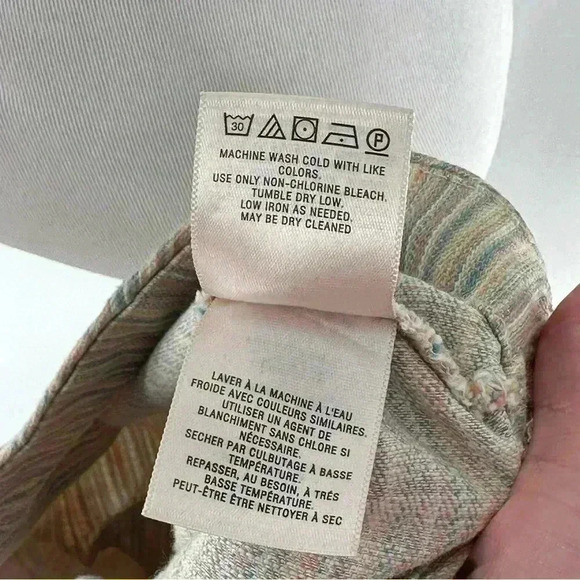 30 P
MACHINE WASH COLD WITH LIKE
COLORS.
USE ONLY NON-CHLORINE BLEACH.
TUMBLE DRY LOW.
LOW IRON AS NEEDED.
MAY BE DRY CLEANED
LAVER À LA MACHINE À L'EAU
FROIDE AVEC COULEURS SIMILAIRES.
UTILISER UN AGENT DE
BLANCHIMENT SANS CHLORE SI
NÉCESSAIRE.
SECHER PAR CULBUTAGE À BASSE
TEMPÉRATURE.
REPASSER, AU BESOIN, À TRÉS
BASSE TEMPÉRATURE.
PEUT-ÊTRE ÊTRE NETTOYER À SEC